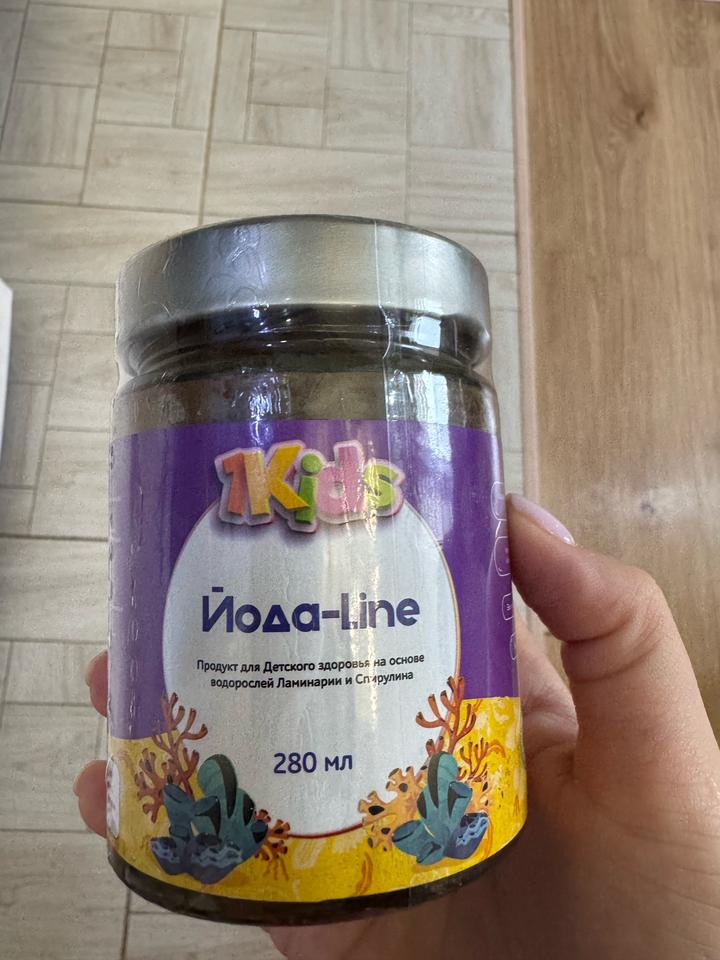 1Kids
Йода-Line
Продукт для Детского здоровья на основе
водорослей Ламинарии и Спирулина
280 мл